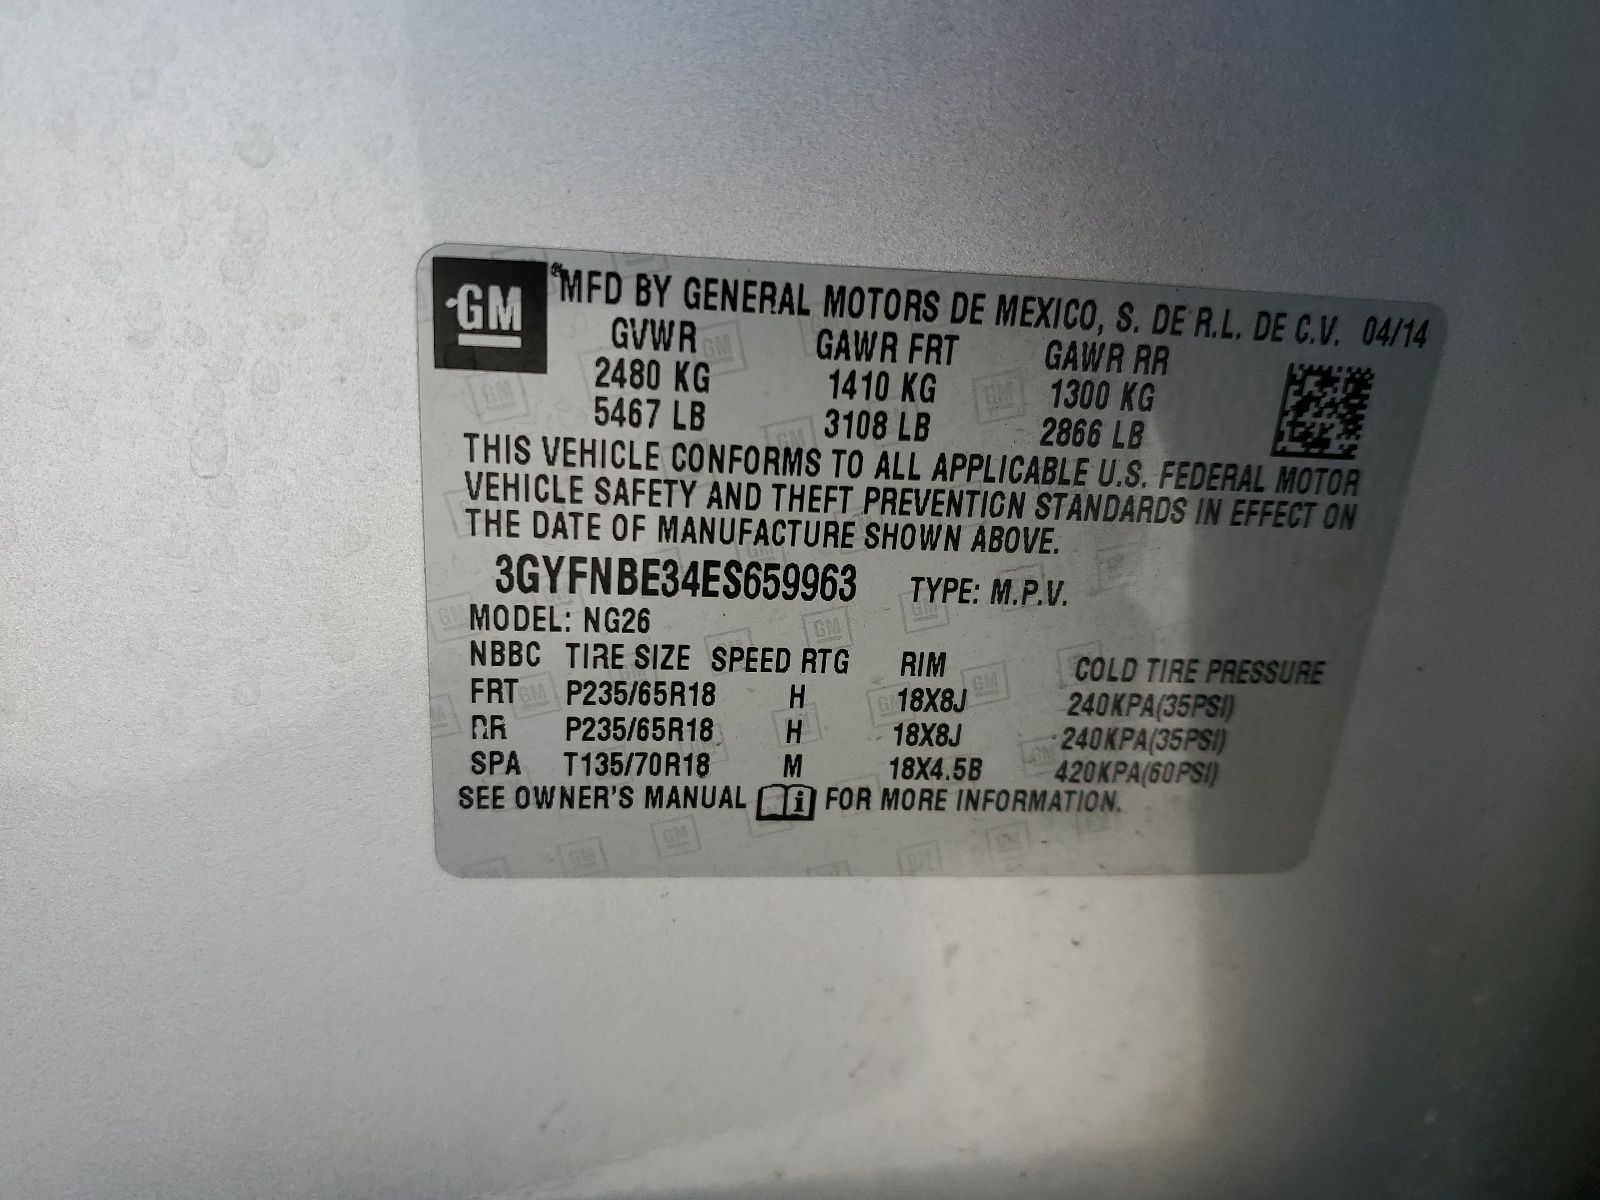 GM
® MFD BY GENERAL MOTORS DE MEXICO, S. DE R.L. DE C.V. 04/14
GVWR GAWR FRT GAWR RR
2480 KG 1410 KG 1300 KG
5467 LB 3108 LB 2866 LB
THIS VEHICLE CONFORMS TO ALL APPLICABLE U.S. FEDERAL MOTOR
VEHICLE SAFETY AND THEFT PREVENTION STANDARDS IN EFFECT ON
THE DATE OF MANUFACTURE SHOWN ABOVE.
3GYFNBE34ES659963 TYPE: M.P.V.
MODEL: NG26
NBBC TIRE SIZE SPEED RTG RIM COLD TIRE PRESSURE
FRT P235/65R18 H 18X8J 240KPA(35PSI)
RR P235/65R18 H 18X8J 240KPA(35PSI)
SPA T135/70R18 M 18X4.5B 420KPA(60PSI)
SEE OWNER'S MANUAL i FOR MORE INFORMATION.